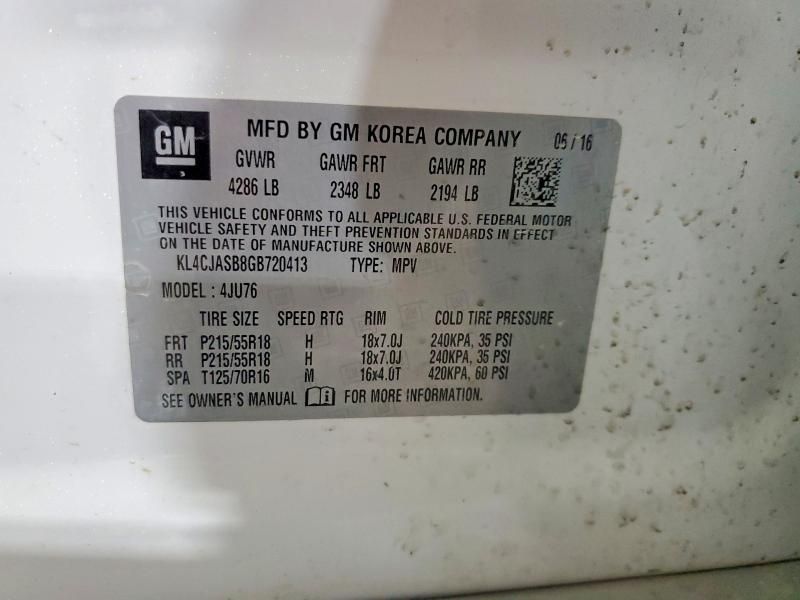 GM
MFD BY GM KOREA COMPANY 05 / 16
GVWR GAWR FRT GAWR RR
4286 LB 2348 LB 2194 LB
THIS VEHICLE CONFORMS TO ALL APPLICABLE U.S. FEDERAL MOTOR
VEHICLE SAFETY AND THEFT PREVENTION STANDARDS IN EFFECT
ON THE DATE OF MANUFACTURE SHOWN ABOVE.
KL4CJASB8GB720413 TYPE: MPV
MODEL : 4JU76
TIRE SIZE SPEED RTG RIM COLD TIRE PRESSURE
FRT P215/55R18 H 18x7.0J 240KPA, 35 PSI
RR P215/55R18 H 18x7.0J 240KPA, 35 PSI
SPA T125/70R16 M 16x4.0T 420KPA, 60 PSI
SEE OWNER'S MANUAL FOR MORE INFORMATION.